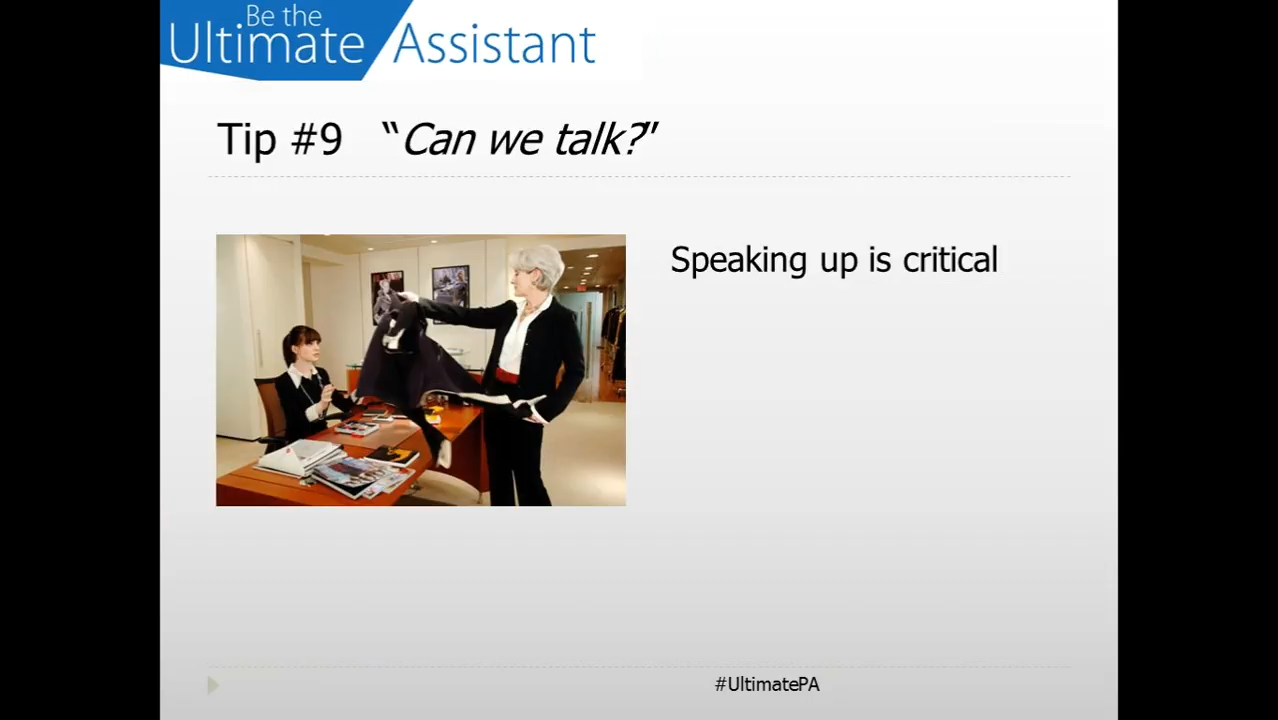 Be the
Ultimate Assistant
Tip #9 “Can we talk?”
Speaking up is critical
#UltimatePA